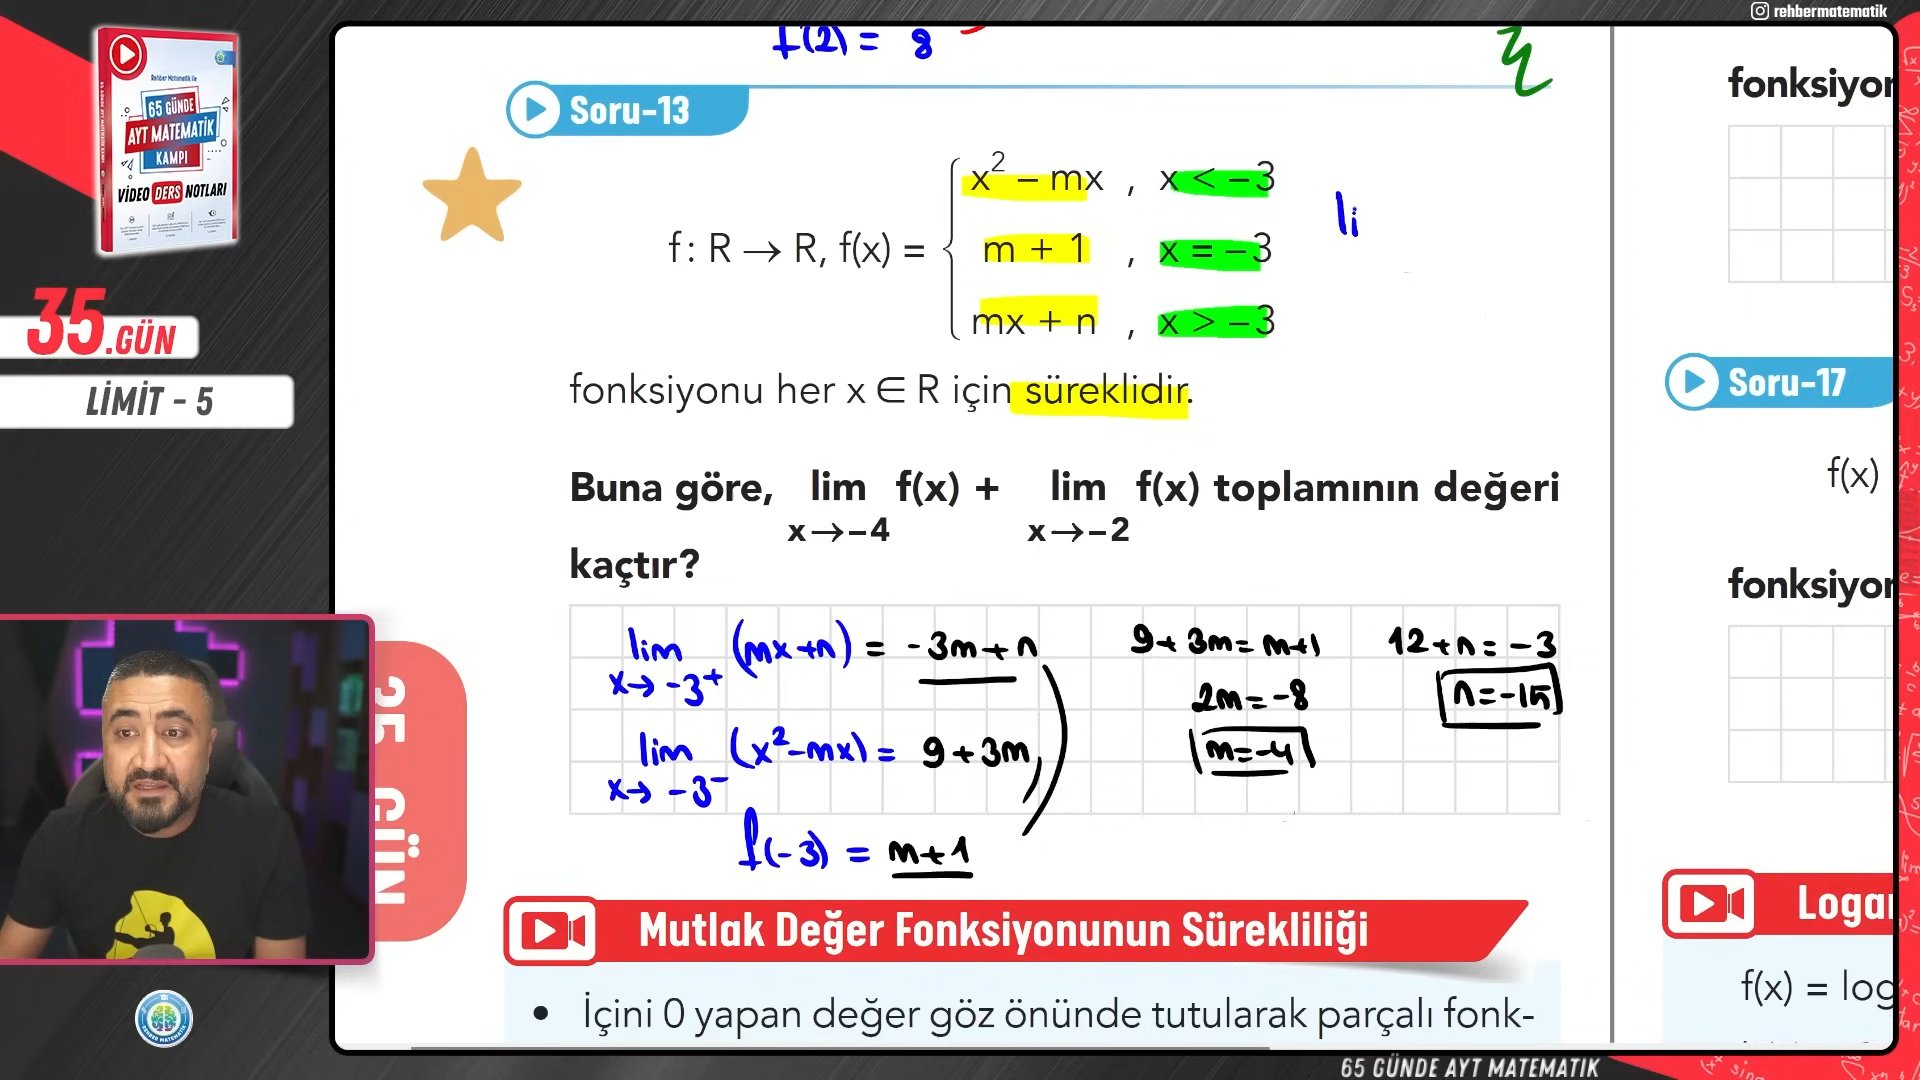 rehbermatematik
f(2) = 8
Soru-13
x² – mx , x < –3
f: R → R, f(x) = m + 1 , x = –3
mx + n , x > –3
li
fonksiyonu her x ∈ R için süreklidir.
Buna göre, lim x→–4 f(x) + lim x→–2 f(x) toplamının değeri
kaçtır?
lim x→ -3⁺ (mx+n) = -3m+n
lim x→ -3⁻ (x²-mx) = 9+3m
f(-3) = m+1
9+3m=m+1
2m=-8
m=-4
12+n=-3
n=-15
Mutlak Değer Fonksiyonunun Sürekliliği
• İçini 0 yapan değer göz önünde tutularak parçalı fonk-
fonksiyon
Soru-17
f(x)
fonksiyon
Logar
f(x) = log
Rehber Matematik ile
65 GÜNDE
AYT MATEMATİK
KAMPI
VİDEO DERS NOTLARI
35.GÜN
LİMİT - 5
35 GÜN
REHBER MATEMATİK
65 GÜNDE AYT MATEMATİK